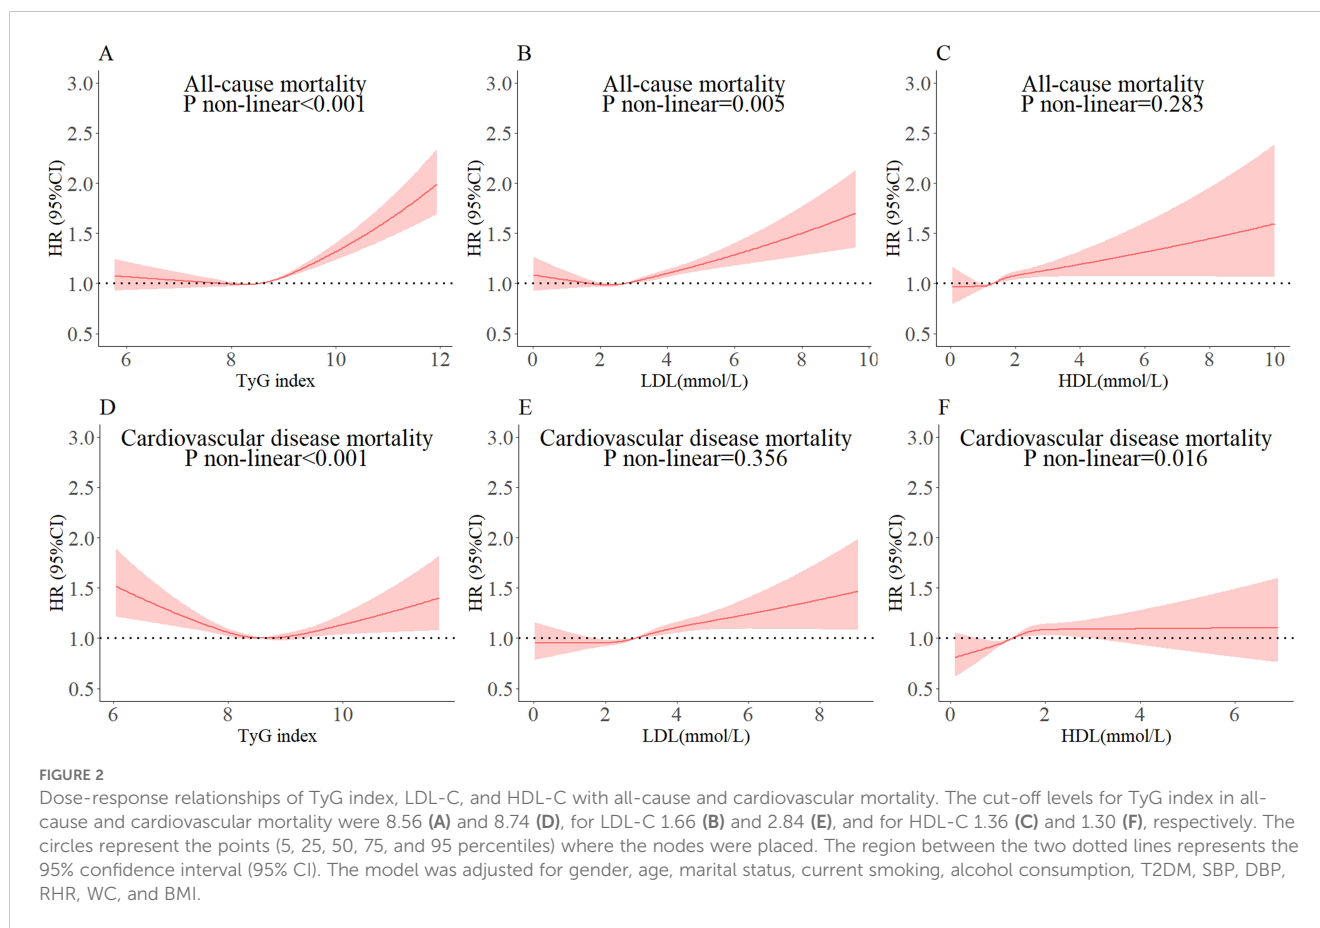 A
All-cause mortality
P non-linear<0.001
3.0
2.5
2.0
1.5
1.0
0.5
HR (95%CI)
6
8
10
12
TyG index
B
All-cause mortality
P non-linear=0.005
3.0
2.5
2.0
1.5
1.0
0.5
HR (95%CI)
0
2
4
6
8
10
LDL(mmol/L)
C
All-cause mortality
P non-linear=0.283
3.0
2.5
2.0
1.5
1.0
0.5
HR (95%CI)
0
2
4
6
8
10
HDL(mmol/L)
D
Cardiovascular disease mortality
P non-linear<0.001
3.0
2.5
2.0
1.5
1.0
0.5
HR (95%CI)
6
8
10
TyG index
E
Cardiovascular disease mortality
P non-linear=0.356
3.0
2.5
2.0
1.5
1.0
0.5
HR (95%CI)
0
2
4
6
8
LDL(mmol/L)
F
Cardiovascular disease mortality
P non-linear=0.016
3.0
2.5
2.0
1.5
1.0
0.5
HR (95%CI)
0
2
4
6
HDL(mmol/L)
FIGURE 2
Dose-response relationships of TyG index, LDL-C, and HDL-C with all-cause and cardiovascular mortality. The cut-off levels for TyG index in all-
cause and cardiovascular mortality were 8.56 (A) and 8.74 (D), for LDL-C 1.66 (B) and 2.84 (E), and for HDL-C 1.36 (C) and 1.30 (F), respectively. The
circles represent the points (5, 25, 50, 75, and 95 percentiles) where the nodes were placed. The region between the two dotted lines represents the
95% confidence interval (95% CI). The model was adjusted for gender, age, marital status, current smoking, alcohol consumption, T2DM, SBP, DBP,
RHR, WC, and BMI.